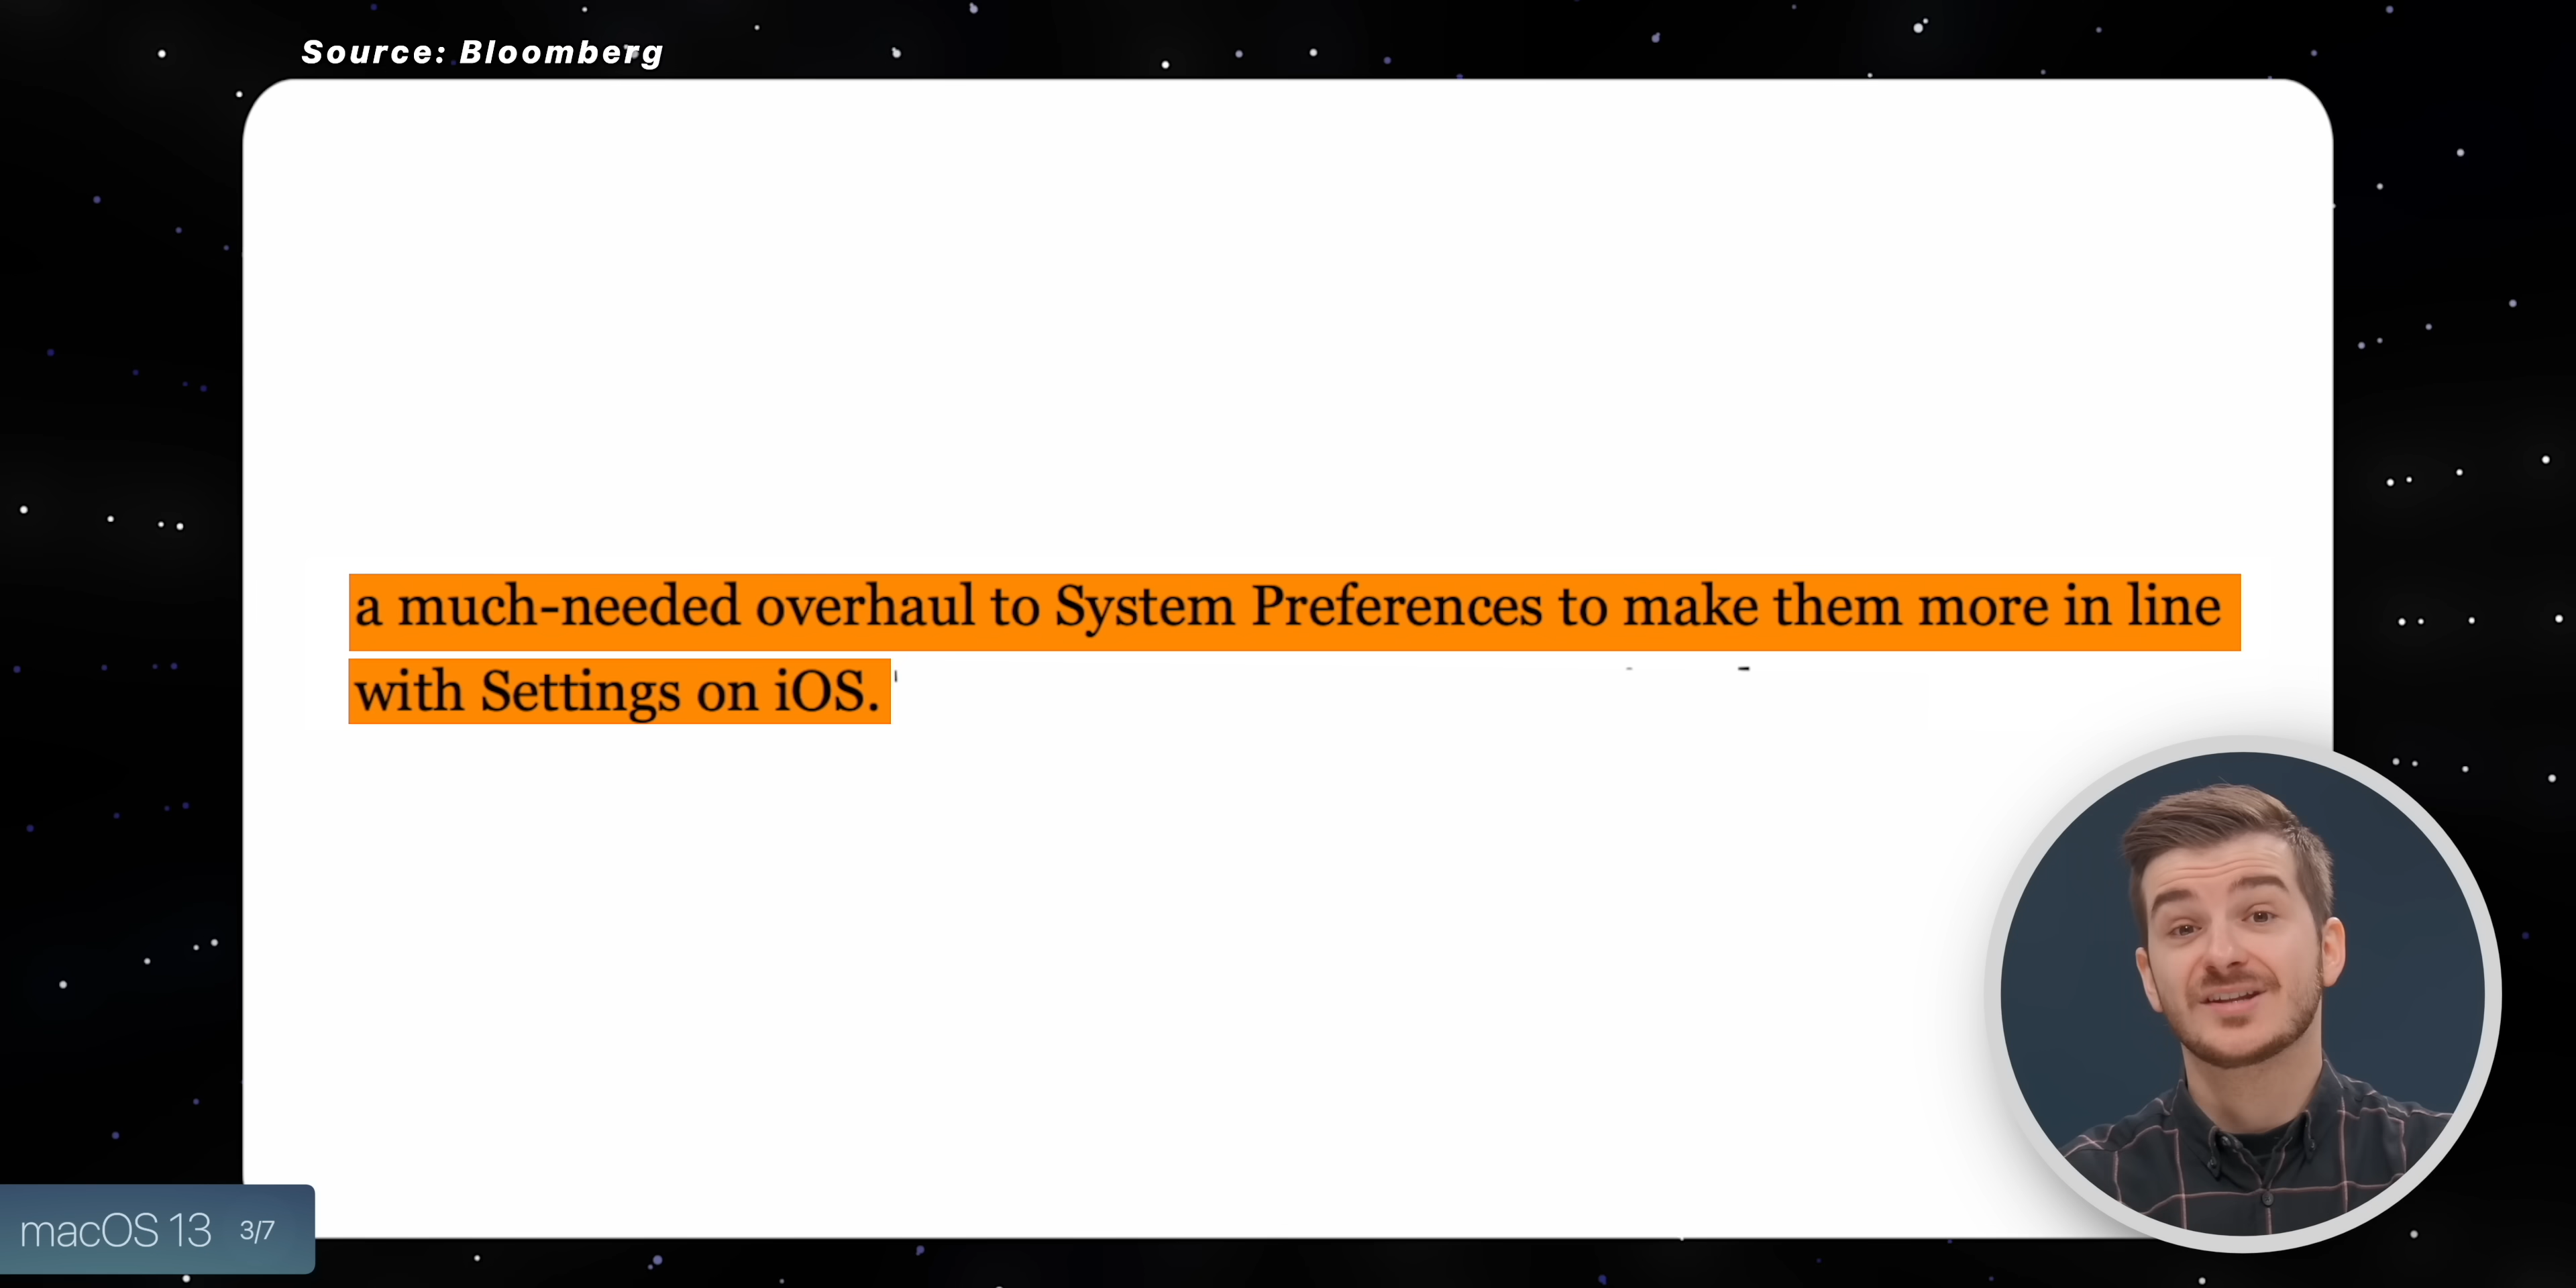 Source: Bloomberg
a much-needed overhaul to System Preferences to make them more in line
with Settings on iOS.
macOS 13 3/7